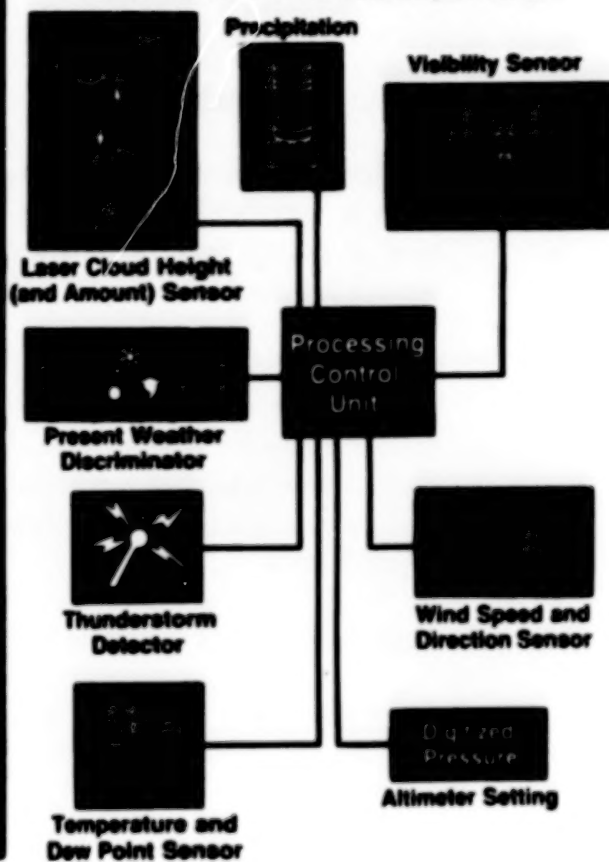 Precipitation
Visibility Sensor
Laser Cloud Height
(and Amount) Sensor
Processing
Control
Unit
Present Weather
Discriminator
Thunderstorm
Detector
Wind Speed and
Direction Sensor
Digitized
Pressure
Altimeter Setting
Temperature and
Dew Point Sensor